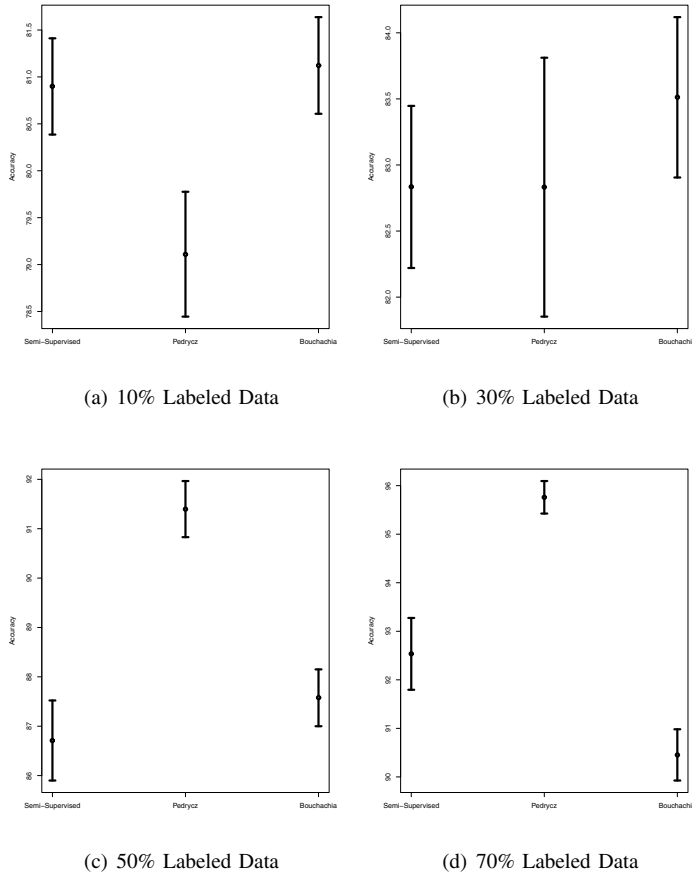 81.5
81.0
80.5
80.0
79.5
79.0
78.5
Accuracy
Semi−Supervised Pedrycz Bouchachia
(a) 10% Labeled Data
84.0
83.5
83.0
82.5
82.0
Accuracy
Semi−Supervised Pedrycz Bouchachi
(b) 30% Labeled Data
92
91
90
89
88
87
86
Accuracy
Semi−Supervised Pedrycz Bouchachia
(c) 50% Labeled Data
96
95
94
93
92
91
90
Accuracy
Semi−Supervised Pedrycz Bouchachi
(d) 70% Labeled Data